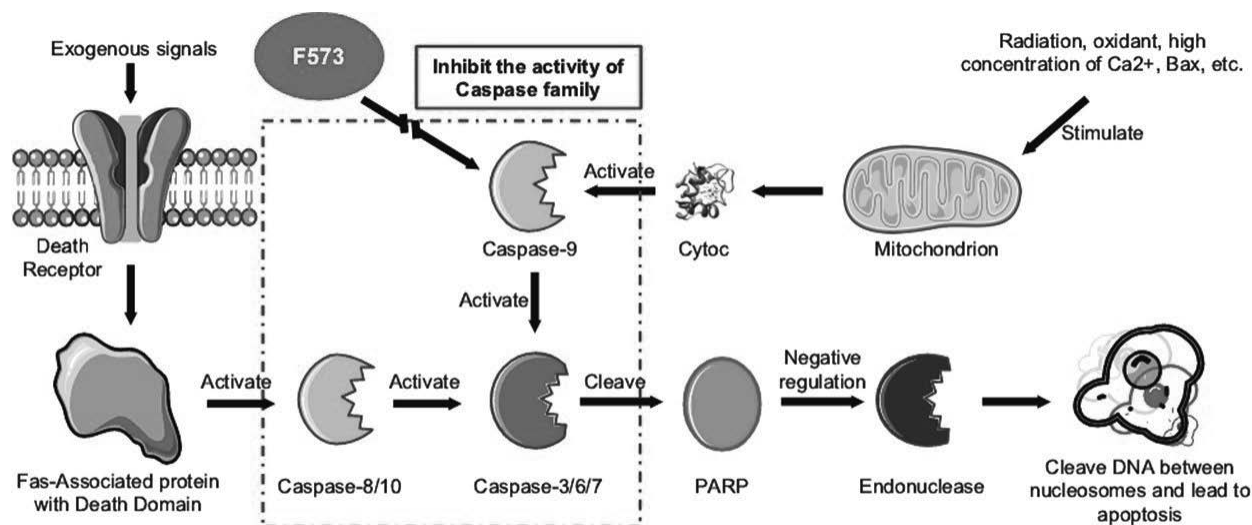 Exogenous signals
F573
Inhibit the activity of
Caspase family
Radiation, oxidant, high
concentration of Ca2+, Bax, etc.
Stimulate
Activate
Death
Receptor
Caspase-9
Cytoc
Mitochondrion
Activate
Activate
Activate
Cleave
Negative
regulation
Fas-Associated protein
with Death Domain
Caspase-8/10
Caspase-3/6/7
PARP
Endonuclease
Cleave DNA between
nucleosomes and lead to
apoptosis